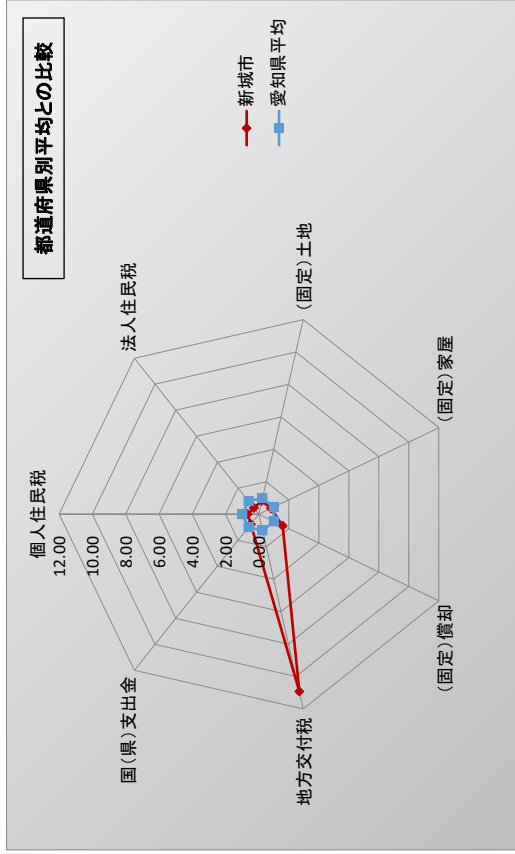 都道府県別平均との比較
個人住民税
12.00
10.00
8.00
6.00
4.00
2.00
0.00
法人住民税
(固定)土地
(固定)家屋
(固定)償却
地方交付税
国(県)支出金
新城市
愛知県平均